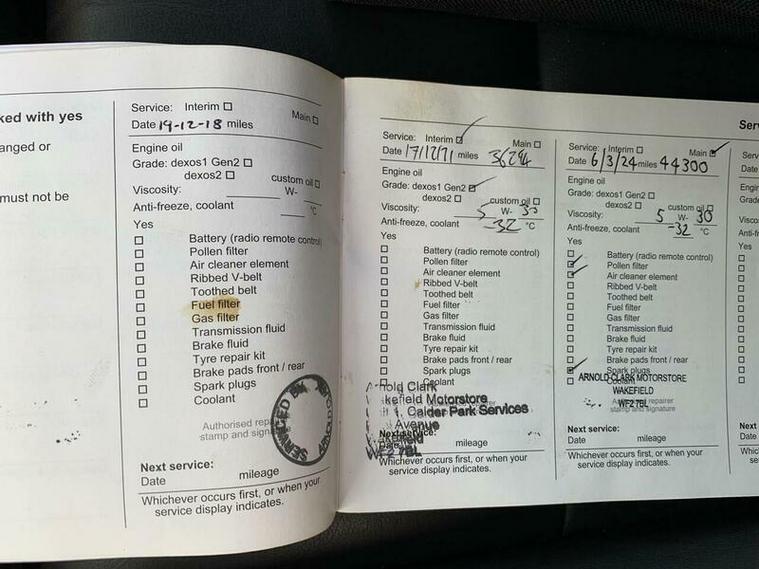 ked with yes
anged or
must not be
Service: Interim ☐ Main ☐
Date 19-12-18 miles
Engine oil
Grade: dexos1 Gen2 ☐
dexos2 ☐ custom oil ☐
Viscosity: W-
Anti-freeze, coolant °C
Yes
☐ Battery (radio remote control)
☐ Pollen filter
☐ Air cleaner element
☐ Ribbed V-belt
☐ Toothed belt
☐ Fuel filter
☐ Gas filter
☐ Transmission fluid
☐ Brake fluid
☐ Tyre repair kit
☐ Brake pads front / rear
☐ Spark plugs
☐ Coolant
SERVICED BY
Authorised
stamp and
Next service:
Date mileage
Whichever occurs first, or when your
service display indicates.
Service: Interim ☑ Main ☐
Date miles
Engine oil
Grade: dexos1 Gen2 ☑
dexos2 ☐ custom oil ☐
Viscosity: 5 W- 30
Anti-freeze, coolant -32 °C
Yes
☐ Battery (radio remote control)
☐ Pollen filter
☐ Air cleaner element
☐ Ribbed V-belt
☐ Toothed belt
☐ Fuel filter
☐ Gas filter
☐ Transmission fluid
☐ Brake fluid
☐ Tyre repair kit
☐ Brake pads front / rear
☐ Spark plugs
☐ Coolant
Arnold Clark
kefield Motorstore
Calder Park Services
Avenue
Next service:
WF2 7BL
Date mileage
Whichever occurs first, or when your
service display indicates.
Service: Interim ☐ Main ☑
Date 6/3/24 miles 44300
Engine oil
Grade: dexos1 Gen2 ☐
dexos2 ☐ custom oil ☐
Viscosity: 5 W- 30
Anti-freeze, coolant -32 °C
Yes
☐ Battery (radio remote control)
☑ Pollen filter
☑ Air cleaner element
☐ Ribbed V-belt
☐ Toothed belt
☐ Fuel filter
☐ Gas filter
☐ Transmission fluid
☐ Brake fluid
☐ Tyre repair kit
☐ Brake pads front / rear
☑ Spark plugs
☐ Coolant
ARNOLD CLARK MOTORSTORE
WAKEFIELD
WF2 7BL
repairer
stamp and signature
Next service:
Date mileage
Whichever occurs first, or when your
service display indicates.